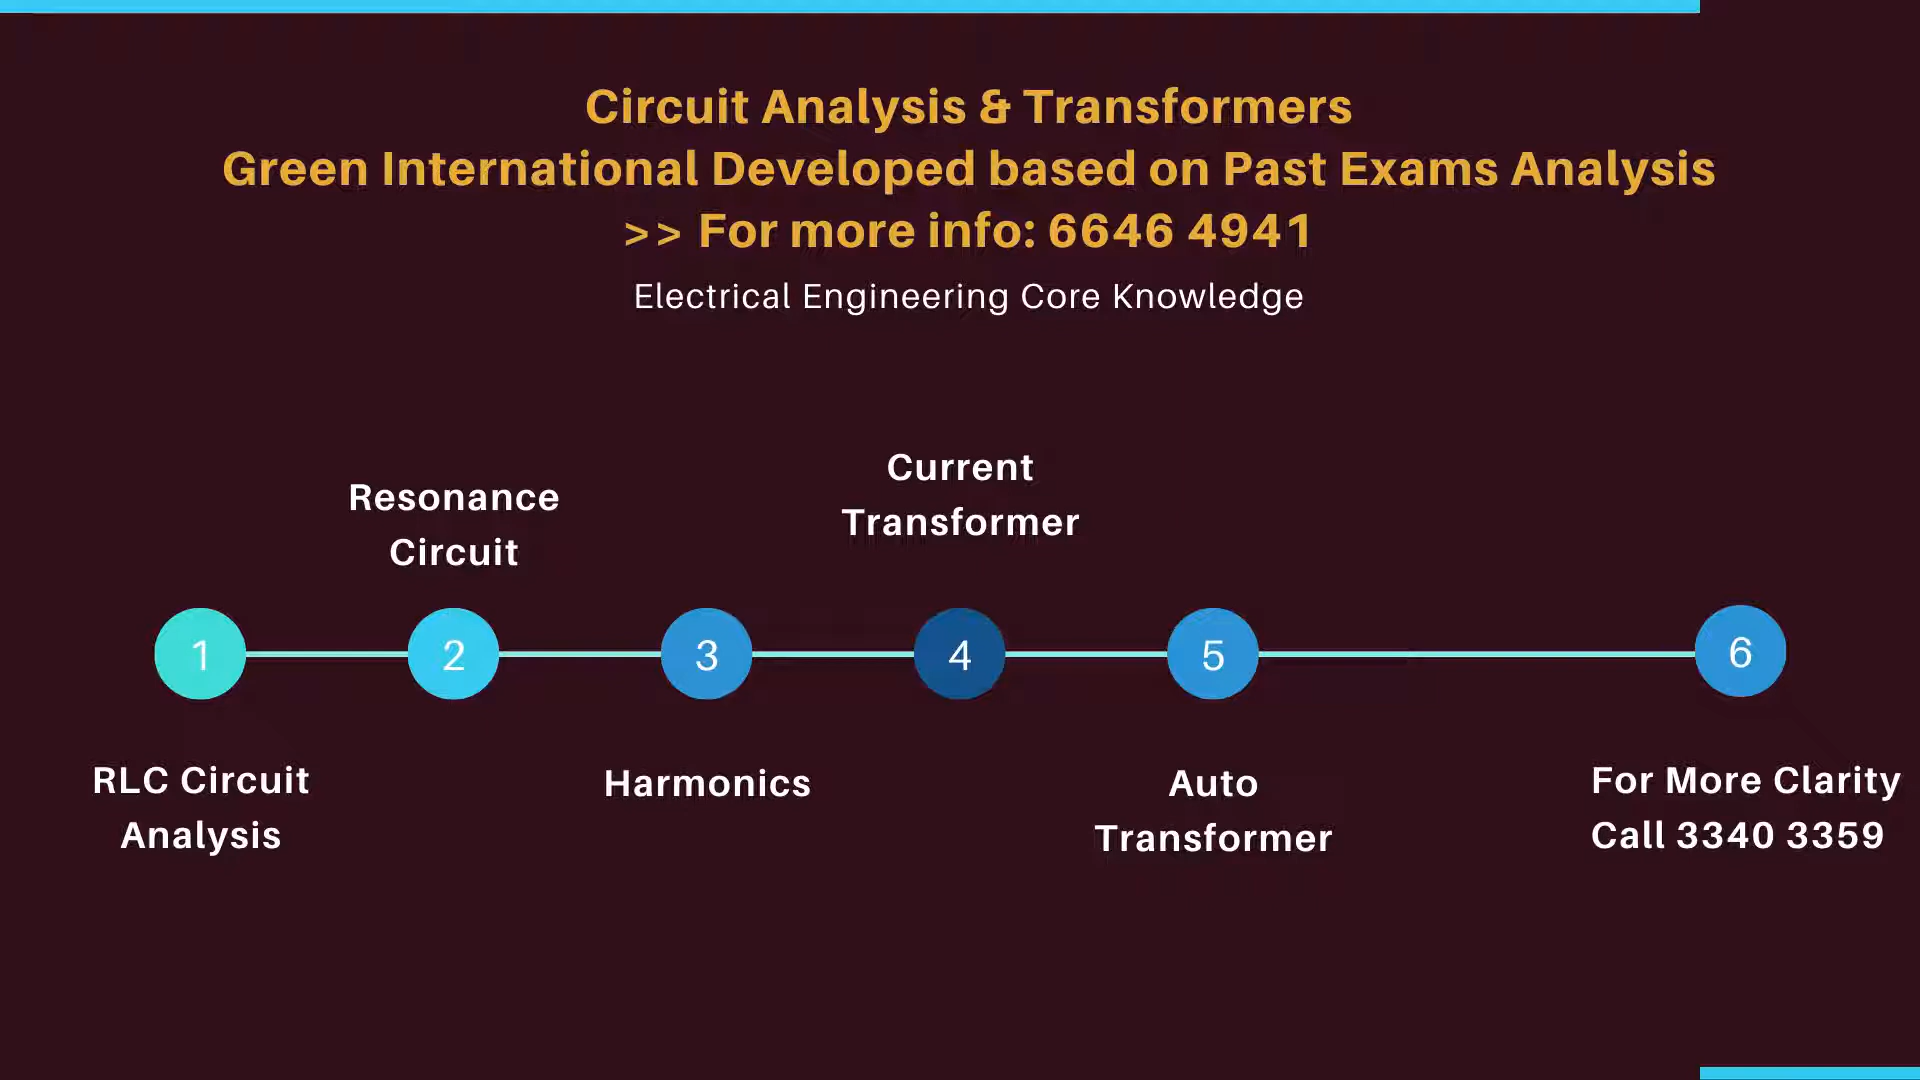 Circuit Analysis & Transformers
Green International Developed based on Past Exams Analysis
>> For more info: 6646 4941
Electrical Engineering Core Knowledge
Resonance
Circuit
Current
Transformer
1
2
3
4
5
6
RLC Circuit
Analysis
Harmonics
Auto
Transformer
For More Clarity
Call 3340 3359